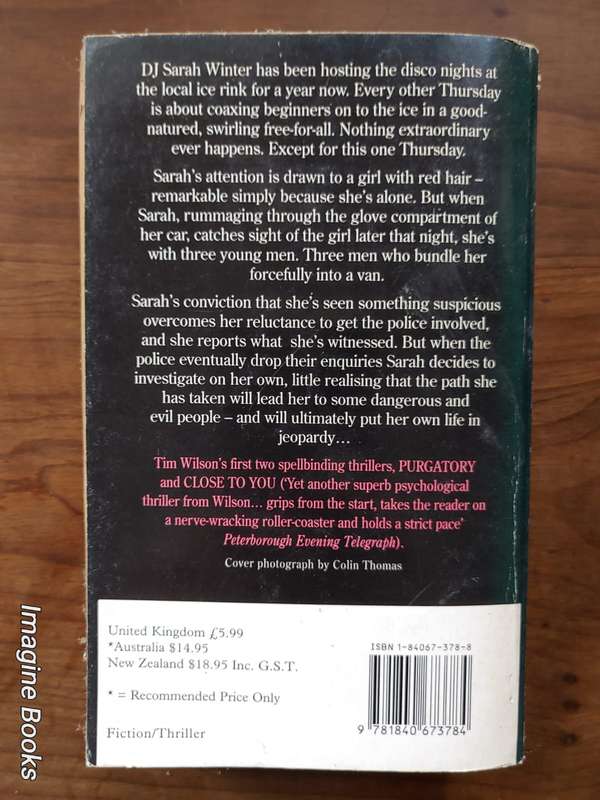 DJ Sarah Winter has been hosting the disco nights at
the local ice rink for a year now. Every other Thursday
is about coaxing beginners on to the ice in a good-
natured, swirling free-for-all. Nothing extraordinary
ever happens. Except for this one Thursday.
Sarah's attention is drawn to a girl with red hair –
remarkable simply because she's alone. But when
Sarah, rummaging through the glove compartment of
her car, catches sight of the girl later that night, she's
with three young men. Three men who bundle her
forcefully into a van.
Sarah's conviction that she's seen something suspicious
overcomes her reluctance to get the police involved,
and she reports what she's witnessed. But when the
police eventually drop their enquiries Sarah decides to
investigate on her own, little realising that the path she
has taken will lead her to some dangerous and
evil people – and will ultimately put her own life in
jeopardy...
Tim Wilson's first two spellbinding thrillers, PURGATORY
and CLOSE TO YOU ('Yet another superb psychological
thriller from Wilson... grips from the start, takes the reader on
a nerve-wracking roller-coaster and holds a strict pace'
Peterborough Evening Telegraph).
Cover photograph by Colin Thomas
United Kingdom £5.99
*Australia $14.95
New Zealand $18.95 Inc. G.S.T.
* = Recommended Price Only
Fiction/Thriller
ISBN 1-84067-378-8
9 781840 673784
Imagine Books